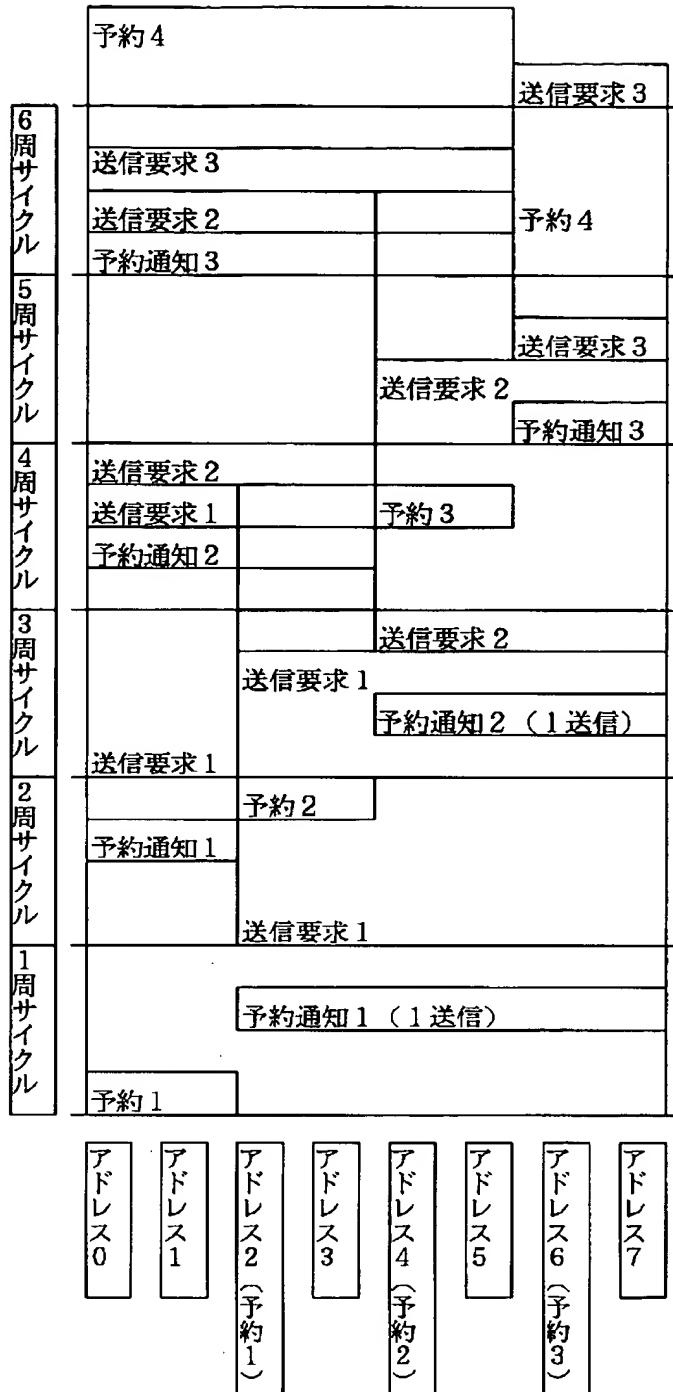 予約4
送信要求3
6周サイクル
送信要求3
送信要求2
予約4
予約通知3
5周サイクル
送信要求3
送信要求2
予約通知3
4周サイクル
送信要求2
送信要求1
予約3
予約通知2
3周サイクル
送信要求2
送信要求1
予約通知2（1送信）
送信要求1
2周サイクル
予約2
予約通知1
送信要求1
1周サイクル
予約通知1（1送信）
予約1
アドレス0
アドレス1
アドレス2（予約1）
アドレス3
アドレス4（予約2）
アドレス5
アドレス6（予約3）
アドレス7